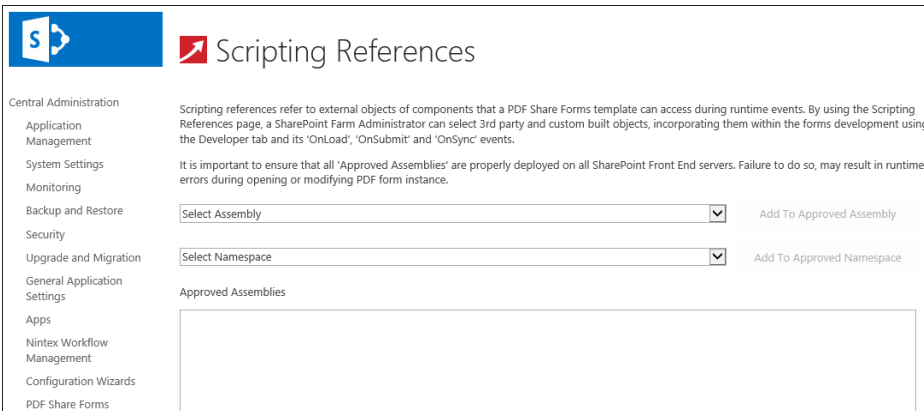 S
Scripting References
Central Administration
Application
Management
System Settings
Monitoring
Backup and Restore
Security
Upgrade and Migration
General Application
Settings
Apps
Nintex Workflow
Management
Configuration Wizards
PDF Share Forms
Scripting references refer to external objects of components that a PDF Share Forms template can access during runtime events. By using the Scripting
References page, a SharePoint Farm Administrator can select 3rd party and custom built objects, incorporating them within the forms development using
the Developer tab and its 'OnLoad', 'OnSubmit' and 'OnSync' events.
It is important to ensure that all 'Approved Assemblies' are properly deployed on all SharePoint Front End servers. Failure to do so, may result in runtime
errors during opening or modifying PDF form instance.
Select Assembly
Add To Approved Assembly
Select Namespace
Add To Approved Namespace
Approved Assemblies